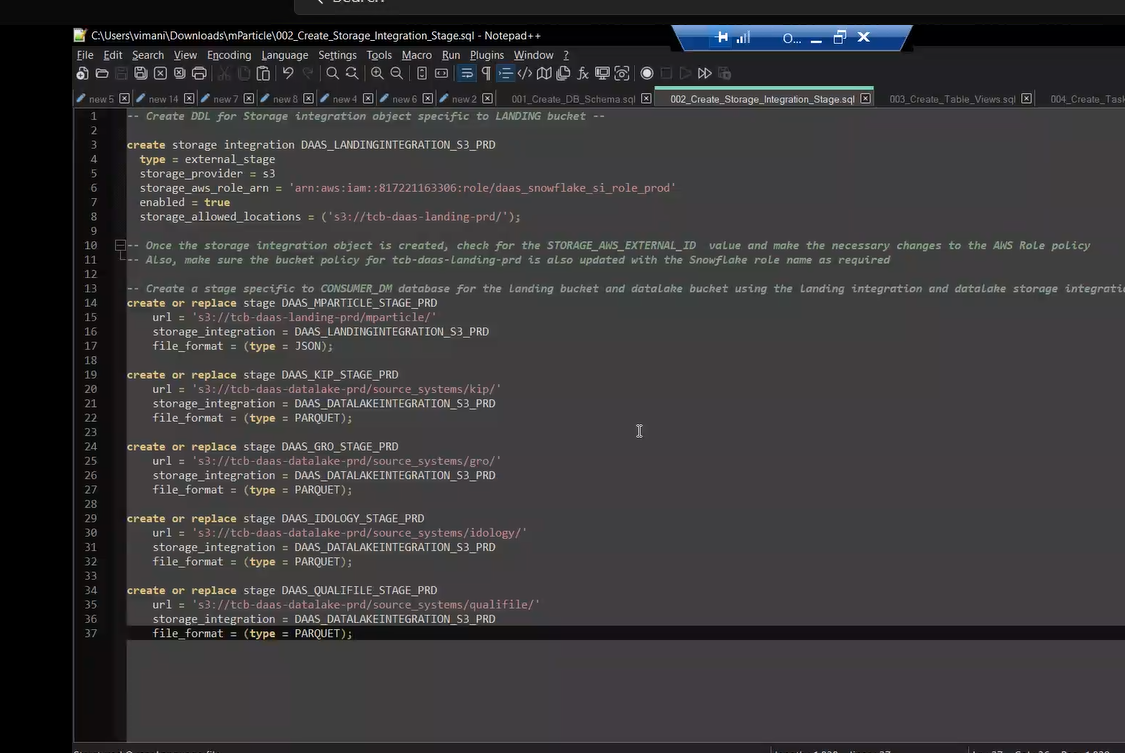 C:\Users\vimani\Downloads\mParticle\002_Create_Storage_Integration_Stage.sql - Notepad++
O...
File Edit Search View Encoding Language Settings Tools Macro Run Plugins Window ?
new 5 new 14 new 7 new 8 new 4 new 6 new 2 001_Create_DB_Schema.sql 002_Create_Storage_Integration_Stage.sql 003_Create_Table_Views.sql
1 -- Create DDL for Storage integration object specific to LANDING bucket --
2
3 create storage integration DAAS_LANDINGINTEGRATION_S3_PRD
4 type = external_stage
5 storage_provider = s3
6 storage_aws_role_arn = 'arn:aws:iam::817221163306:role/daas_snowflake_si_role_prod'
7 enabled = true
8 storage_allowed_locations = ('s3://tcb-daas-landing-prd/');
9
10 -- Once the storage integration object is created, check for the STORAGE_AWS_EXTERNAL_ID value and make the necessary changes to the AWS Role policy
11 -- Also, make sure the bucket policy for tcb-daas-landing-prd is also updated with the Snowflake role name as required
12
13 -- Create a stage specific to CONSUMER_DM database for the landing bucket and datalake bucket using the Landing integration and datalake storage
14 create or replace stage DAAS_MPARTICLE_STAGE_PRD
15 url = 's3://tcb-daas-landing-prd/mparticle/'
16 storage_integration = DAAS_LANDINGINTEGRATION_S3_PRD
17 file_format = (type = JSON);
18
19 create or replace stage DAAS_KIP_STAGE_PRD
20 url = 's3://tcb-daas-datalake-prd/source_systems/kip/'
21 storage_integration = DAAS_DATALAKEINTEGRATION_S3_PRD
22 file_format = (type = PARQUET);
23
24 create or replace stage DAAS_GRO_STAGE_PRD
25 url = 's3://tcb-daas-datalake-prd/source_systems/gro/'
26 storage_integration = DAAS_DATALAKEINTEGRATION_S3_PRD
27 file_format = (type = PARQUET);
28
29 create or replace stage DAAS_IDOLOGY_STAGE_PRD
30 url = 's3://tcb-daas-datalake-prd/source_systems/idology/'
31 storage_integration = DAAS_DATALAKEINTEGRATION_S3_PRD
32 file_format = (type = PARQUET);
33
34 create or replace stage DAAS_QUALIFILE_STAGE_PRD
35 url = 's3://tcb-daas-datalake-prd/source_systems/qualifile/'
36 storage_integration = DAAS_DATALAKEINTEGRATION_S3_PRD
37 file_format = (type = PARQUET);